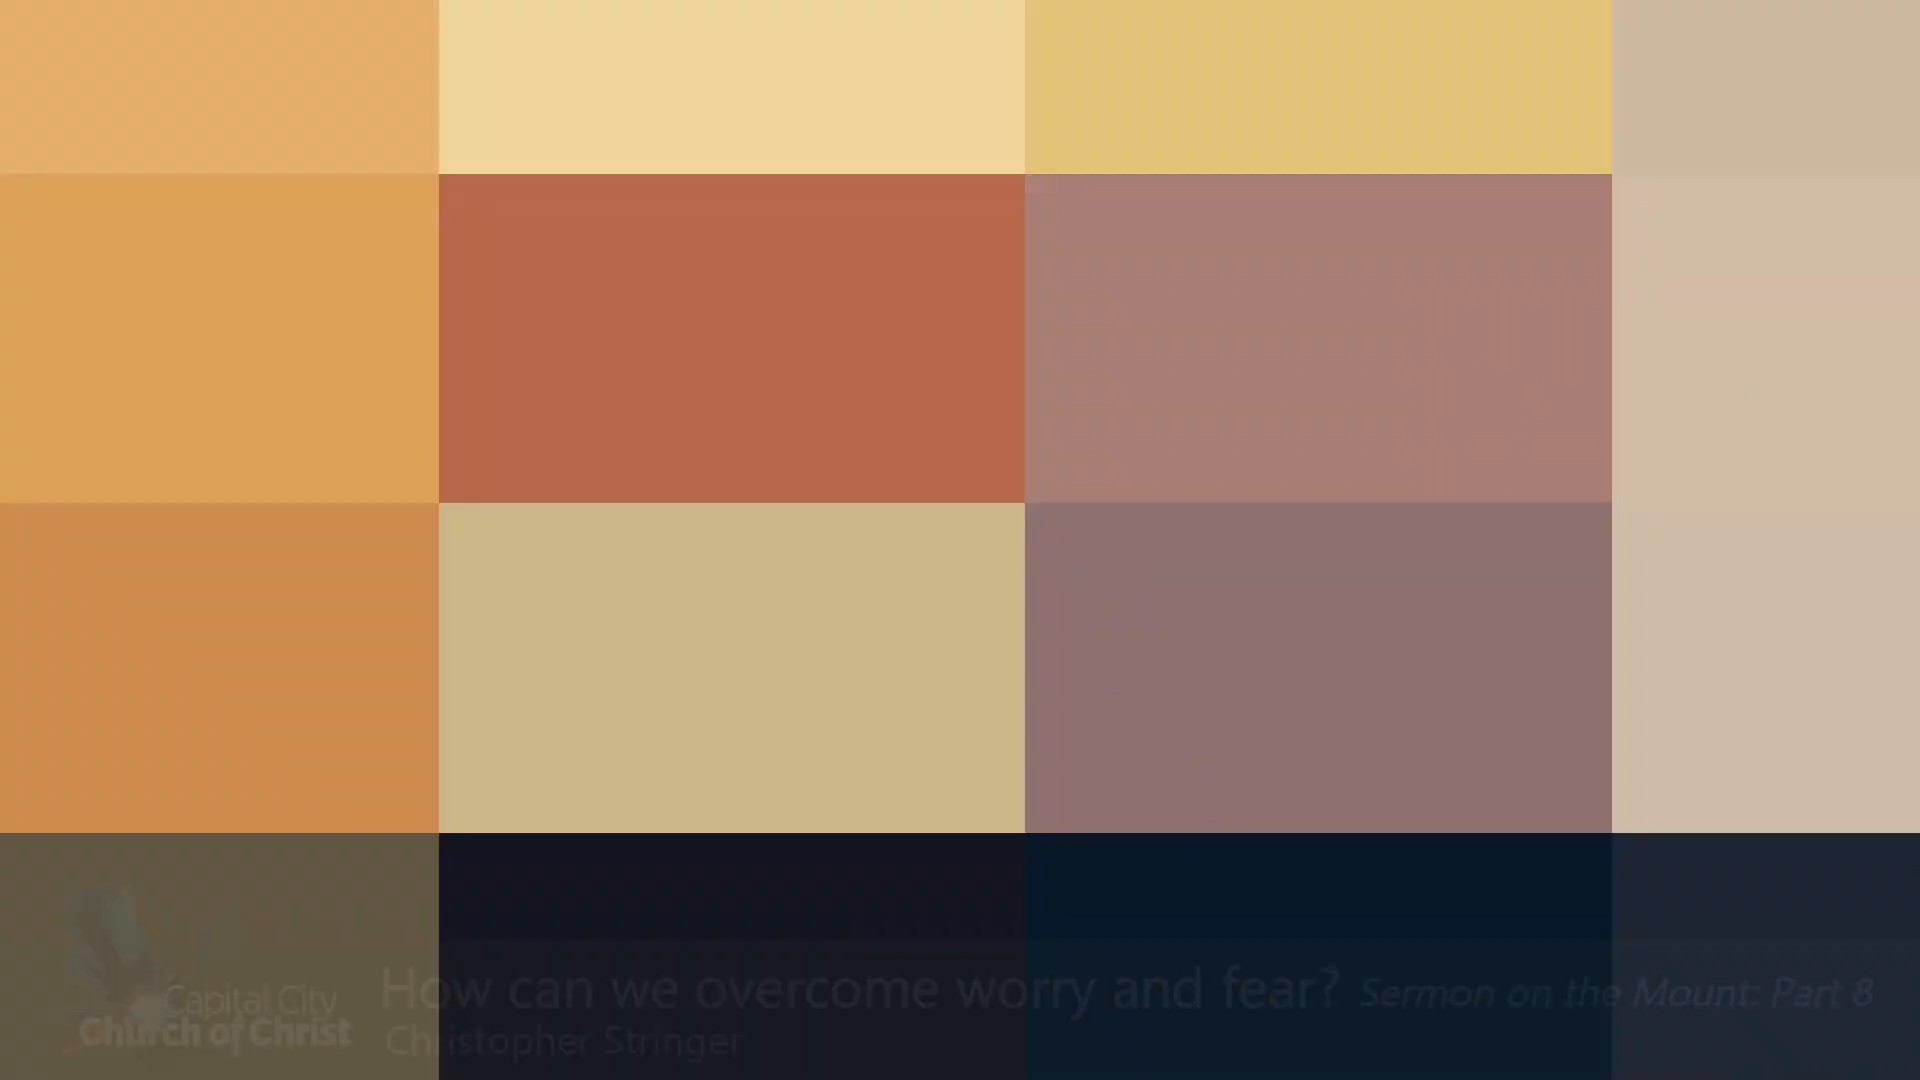 Capital City
Church of Christ
How can we overcome worry and fear? Sermon on the Mount: Part 8
Christopher Stringer